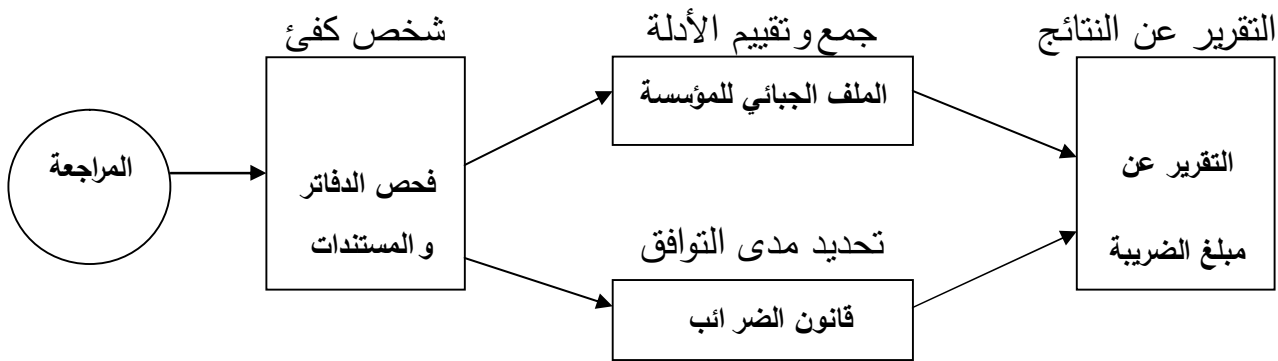 شخص كفئ
جمع وتقييم الأدلة
التقرير عن النتائج
المراجعة
فحص الدفاتر
والمستندات
الملف الجبائي للمؤسسة
تحديد مدى التوافق
قانون الضرائب
التقرير عن
مبلغ الضريبة